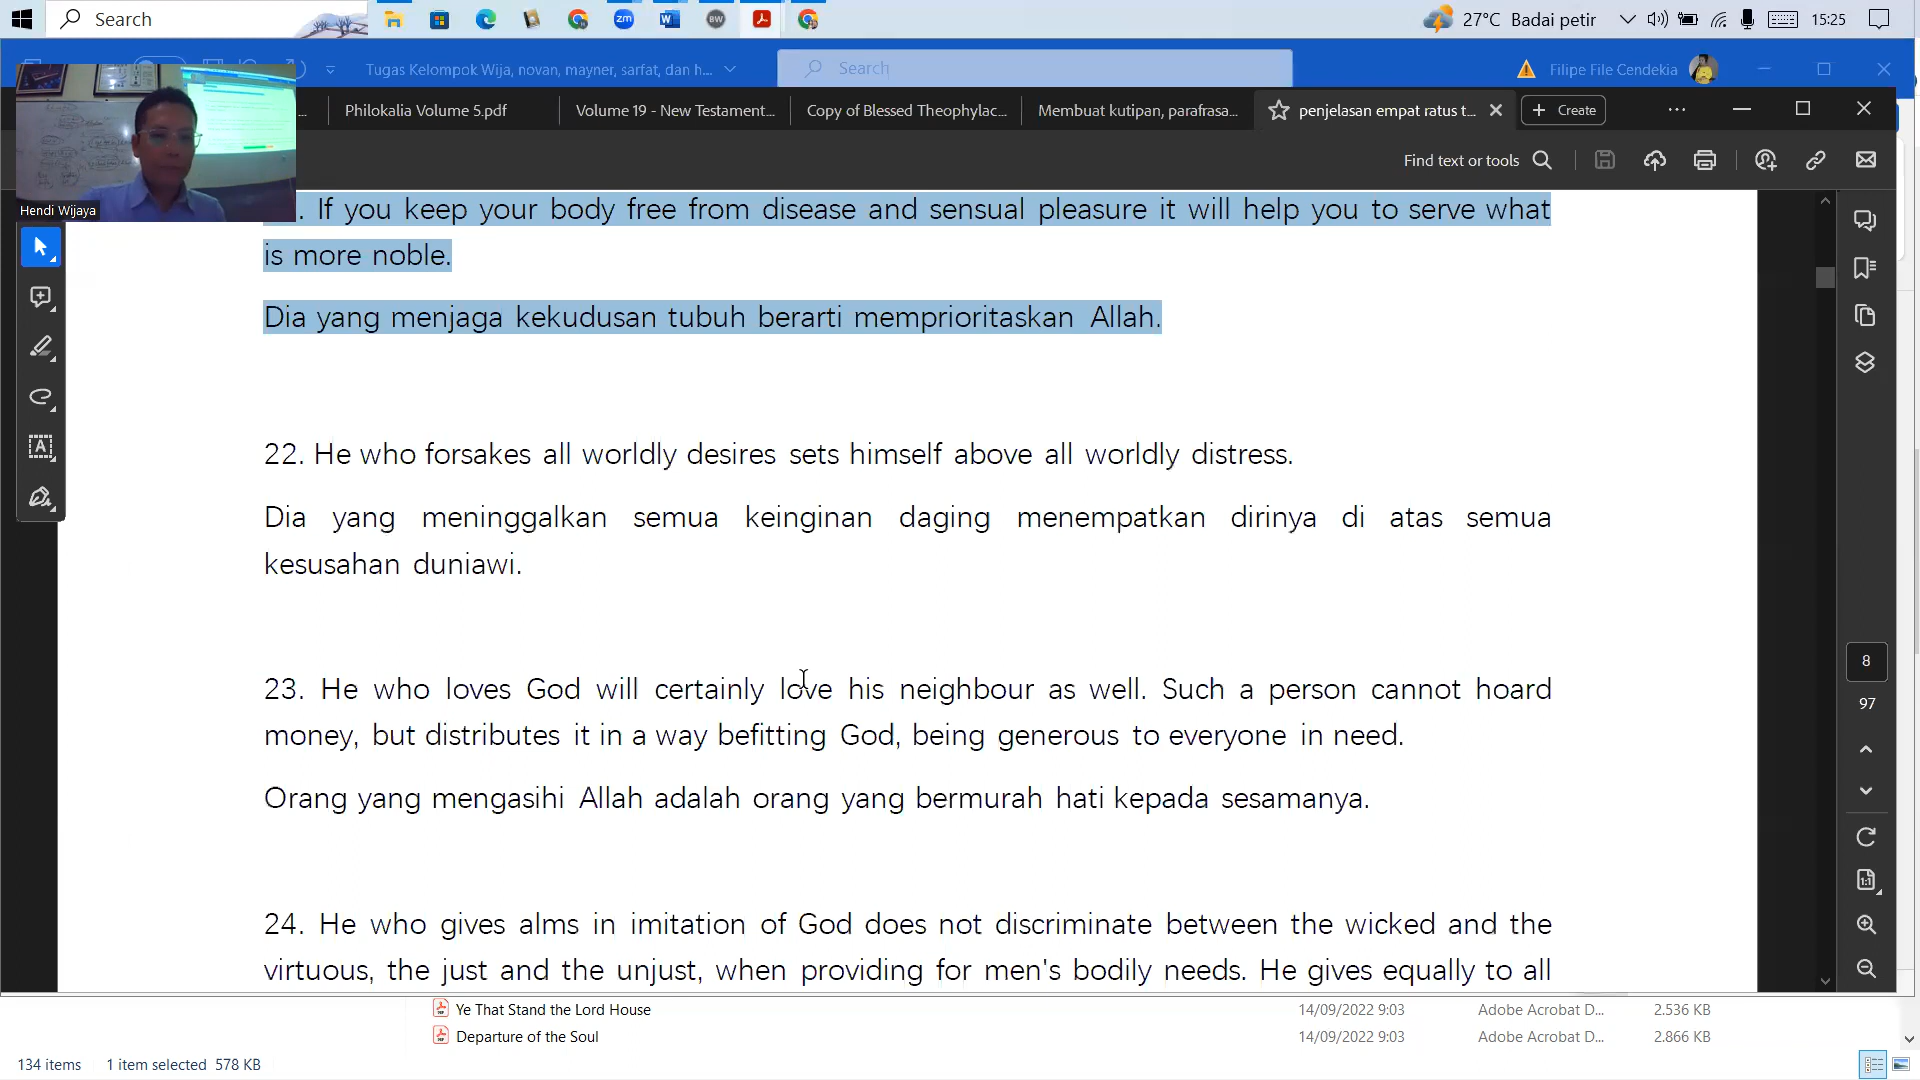 Search
27°C Badai petir
15:25
Tugas Kelompok Wija, novan, mayner, sarfat, dan h...
Search
Filipe File Cendekia
Philokalia Volume 5.pdf
Volume 19 - New Testament...
Copy of Blessed Theophylac...
Membuat kutipan, parafrasa...
penjelasan empat ratus t...
Create
Find text or tools
Hendi Wijaya
. If you keep your body free from disease and sensual pleasure it will help you to serve what
is more noble.
Dia yang menjaga kekudusan tubuh berarti memprioritaskan Allah.
22. He who forsakes all worldly desires sets himself above all worldly distress.
Dia yang meninggalkan semua keinginan daging menempatkan dirinya di atas semua
kesusahan duniawi.
23. He who loves God will certainly love his neighbour as well. Such a person cannot hoard
money, but distributes it in a way befitting God, being generous to everyone in need.
Orang yang mengasihi Allah adalah orang yang bermurah hati kepada sesamanya.
24. He who gives alms in imitation of God does not discriminate between the wicked and the
virtuous, the just and the unjust, when providing for men's bodily needs. He gives equally to all
8
97
Ye That Stand the Lord House 14/09/2022 9:03 Adobe Acrobat D... 2.536 KB
Departure of the Soul 14/09/2022 9:03 Adobe Acrobat D... 2.866 KB
134 items 1 item selected 578 KB